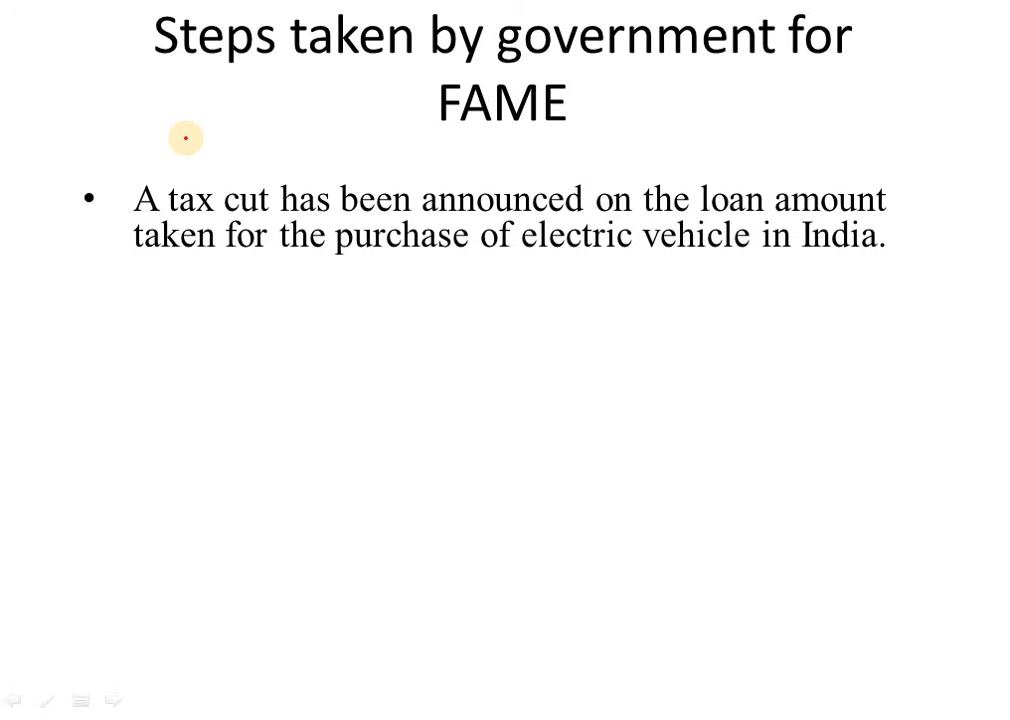 Steps taken by government for
FAME
• A tax cut has been announced on the loan amount
taken for the purchase of electric vehicle in India.